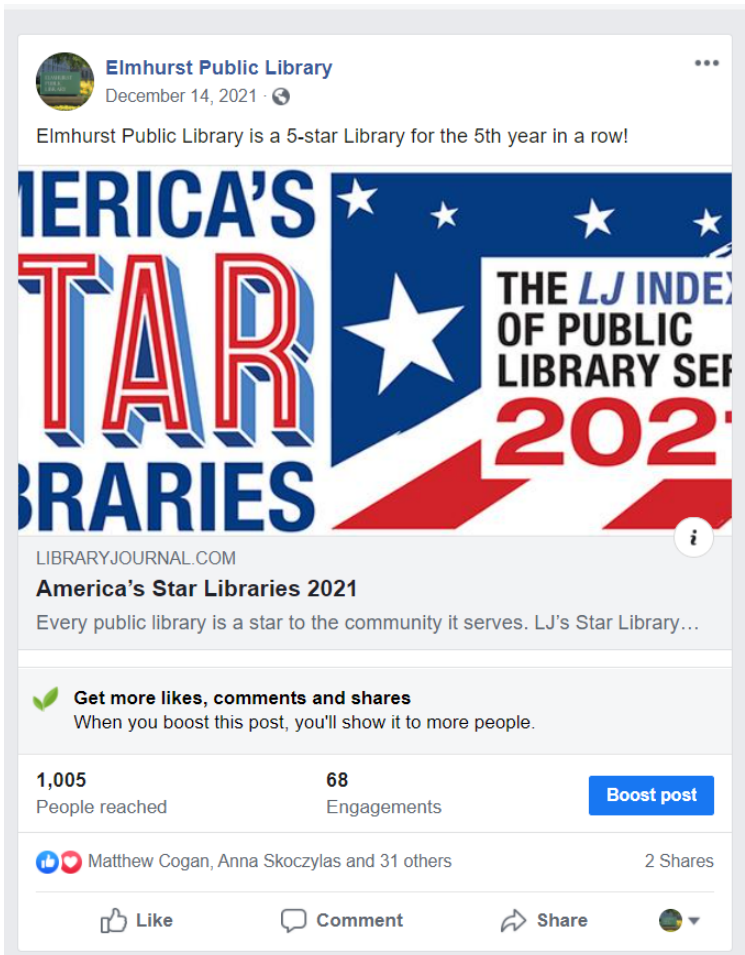 Elmhurst Public Library
December 14, 2021 ·
Elmhurst Public Library is a 5-star Library for the 5th year in a row!
IERICA'S
TAR
BRARIES
THE LJ INDEX
OF PUBLIC
LIBRARY SER
2021
LIBRARYJOURNAL.COM
America's Star Libraries 2021
Every public library is a star to the community it serves. LJ's Star Library…
Get more likes, comments and shares
When you boost this post, you'll show it to more people.
1,005
People reached
68
Engagements
Boost post
Matthew Cogan, Anna Skoczylas and 31 others
2 Shares
Like
Comment
Share